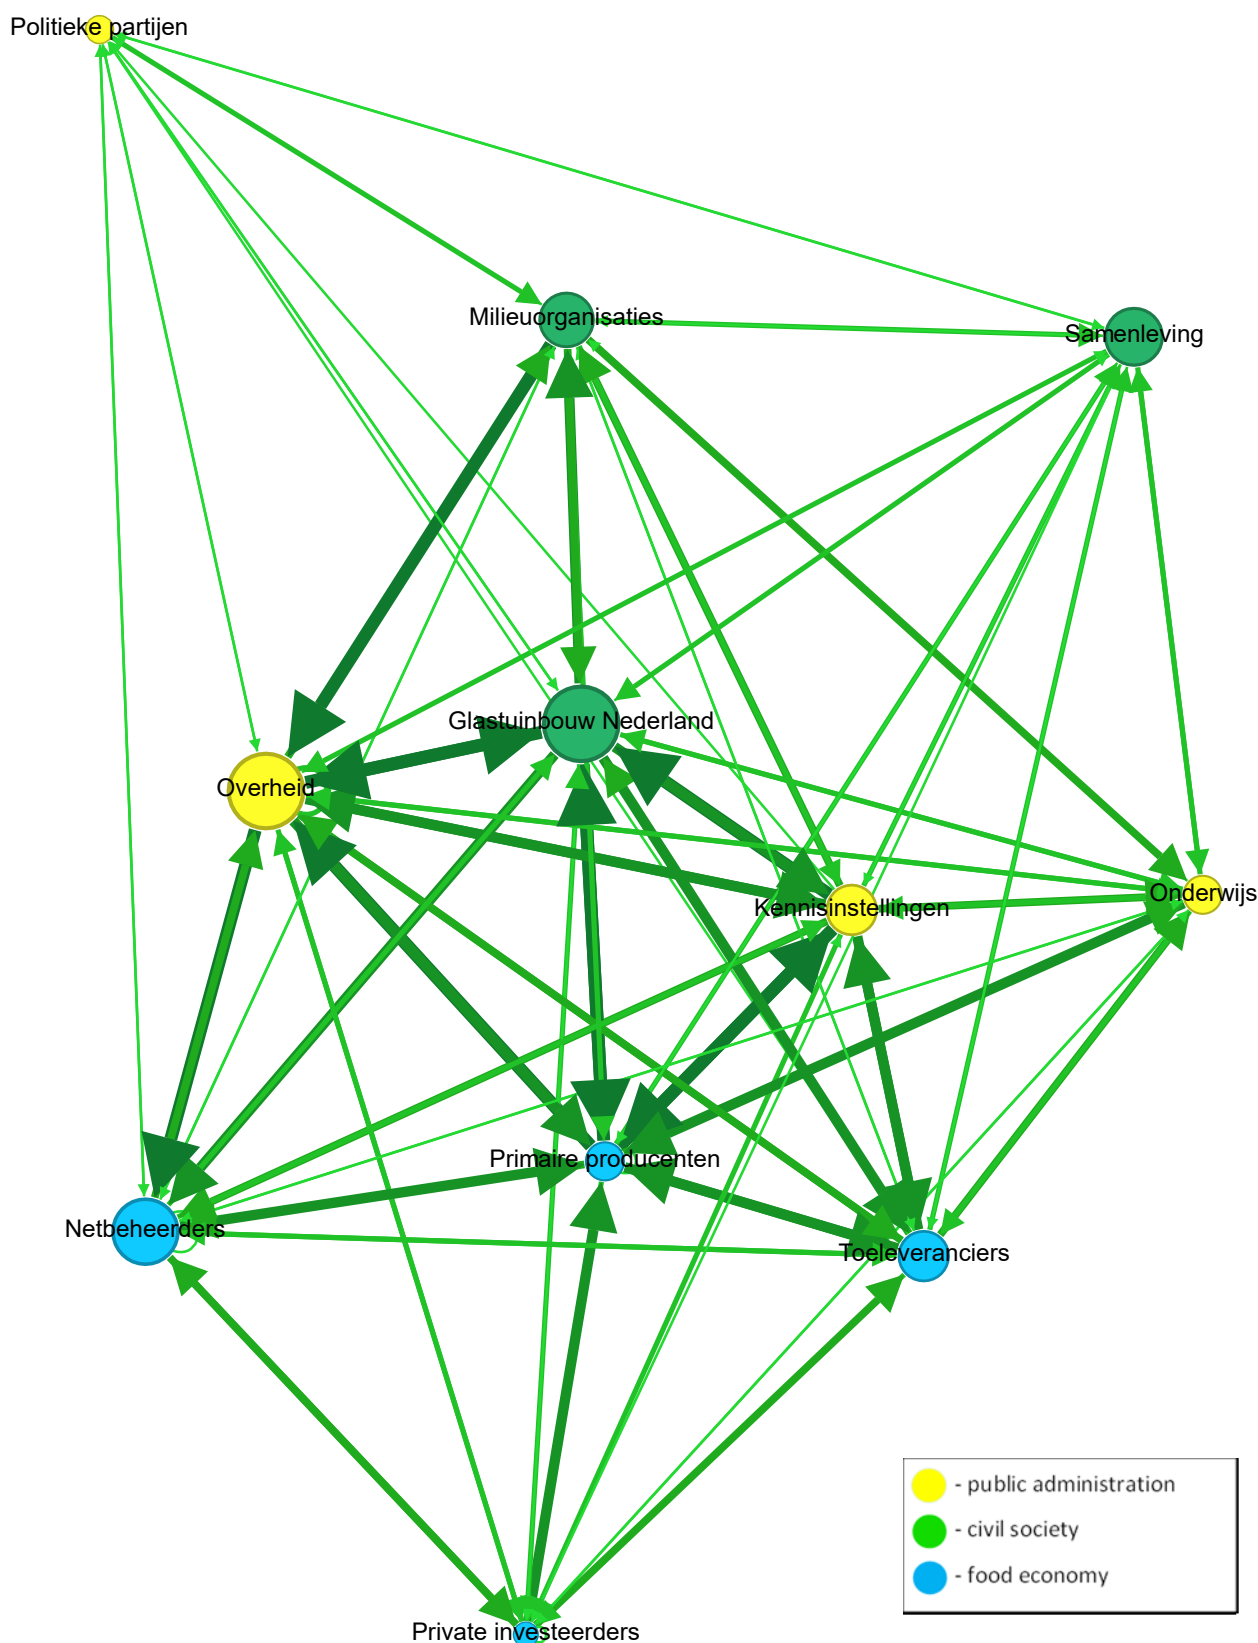 Politieke partijen
Milieuorganisaties
Samenleving
Glastuinbouw Nederland
Overheid
Onderwijs
Kennisinstellingen
Primaire producenten
Netbeheerders
Toeleveranciers
- public administration
- civil society
- food economy
Private investeerders